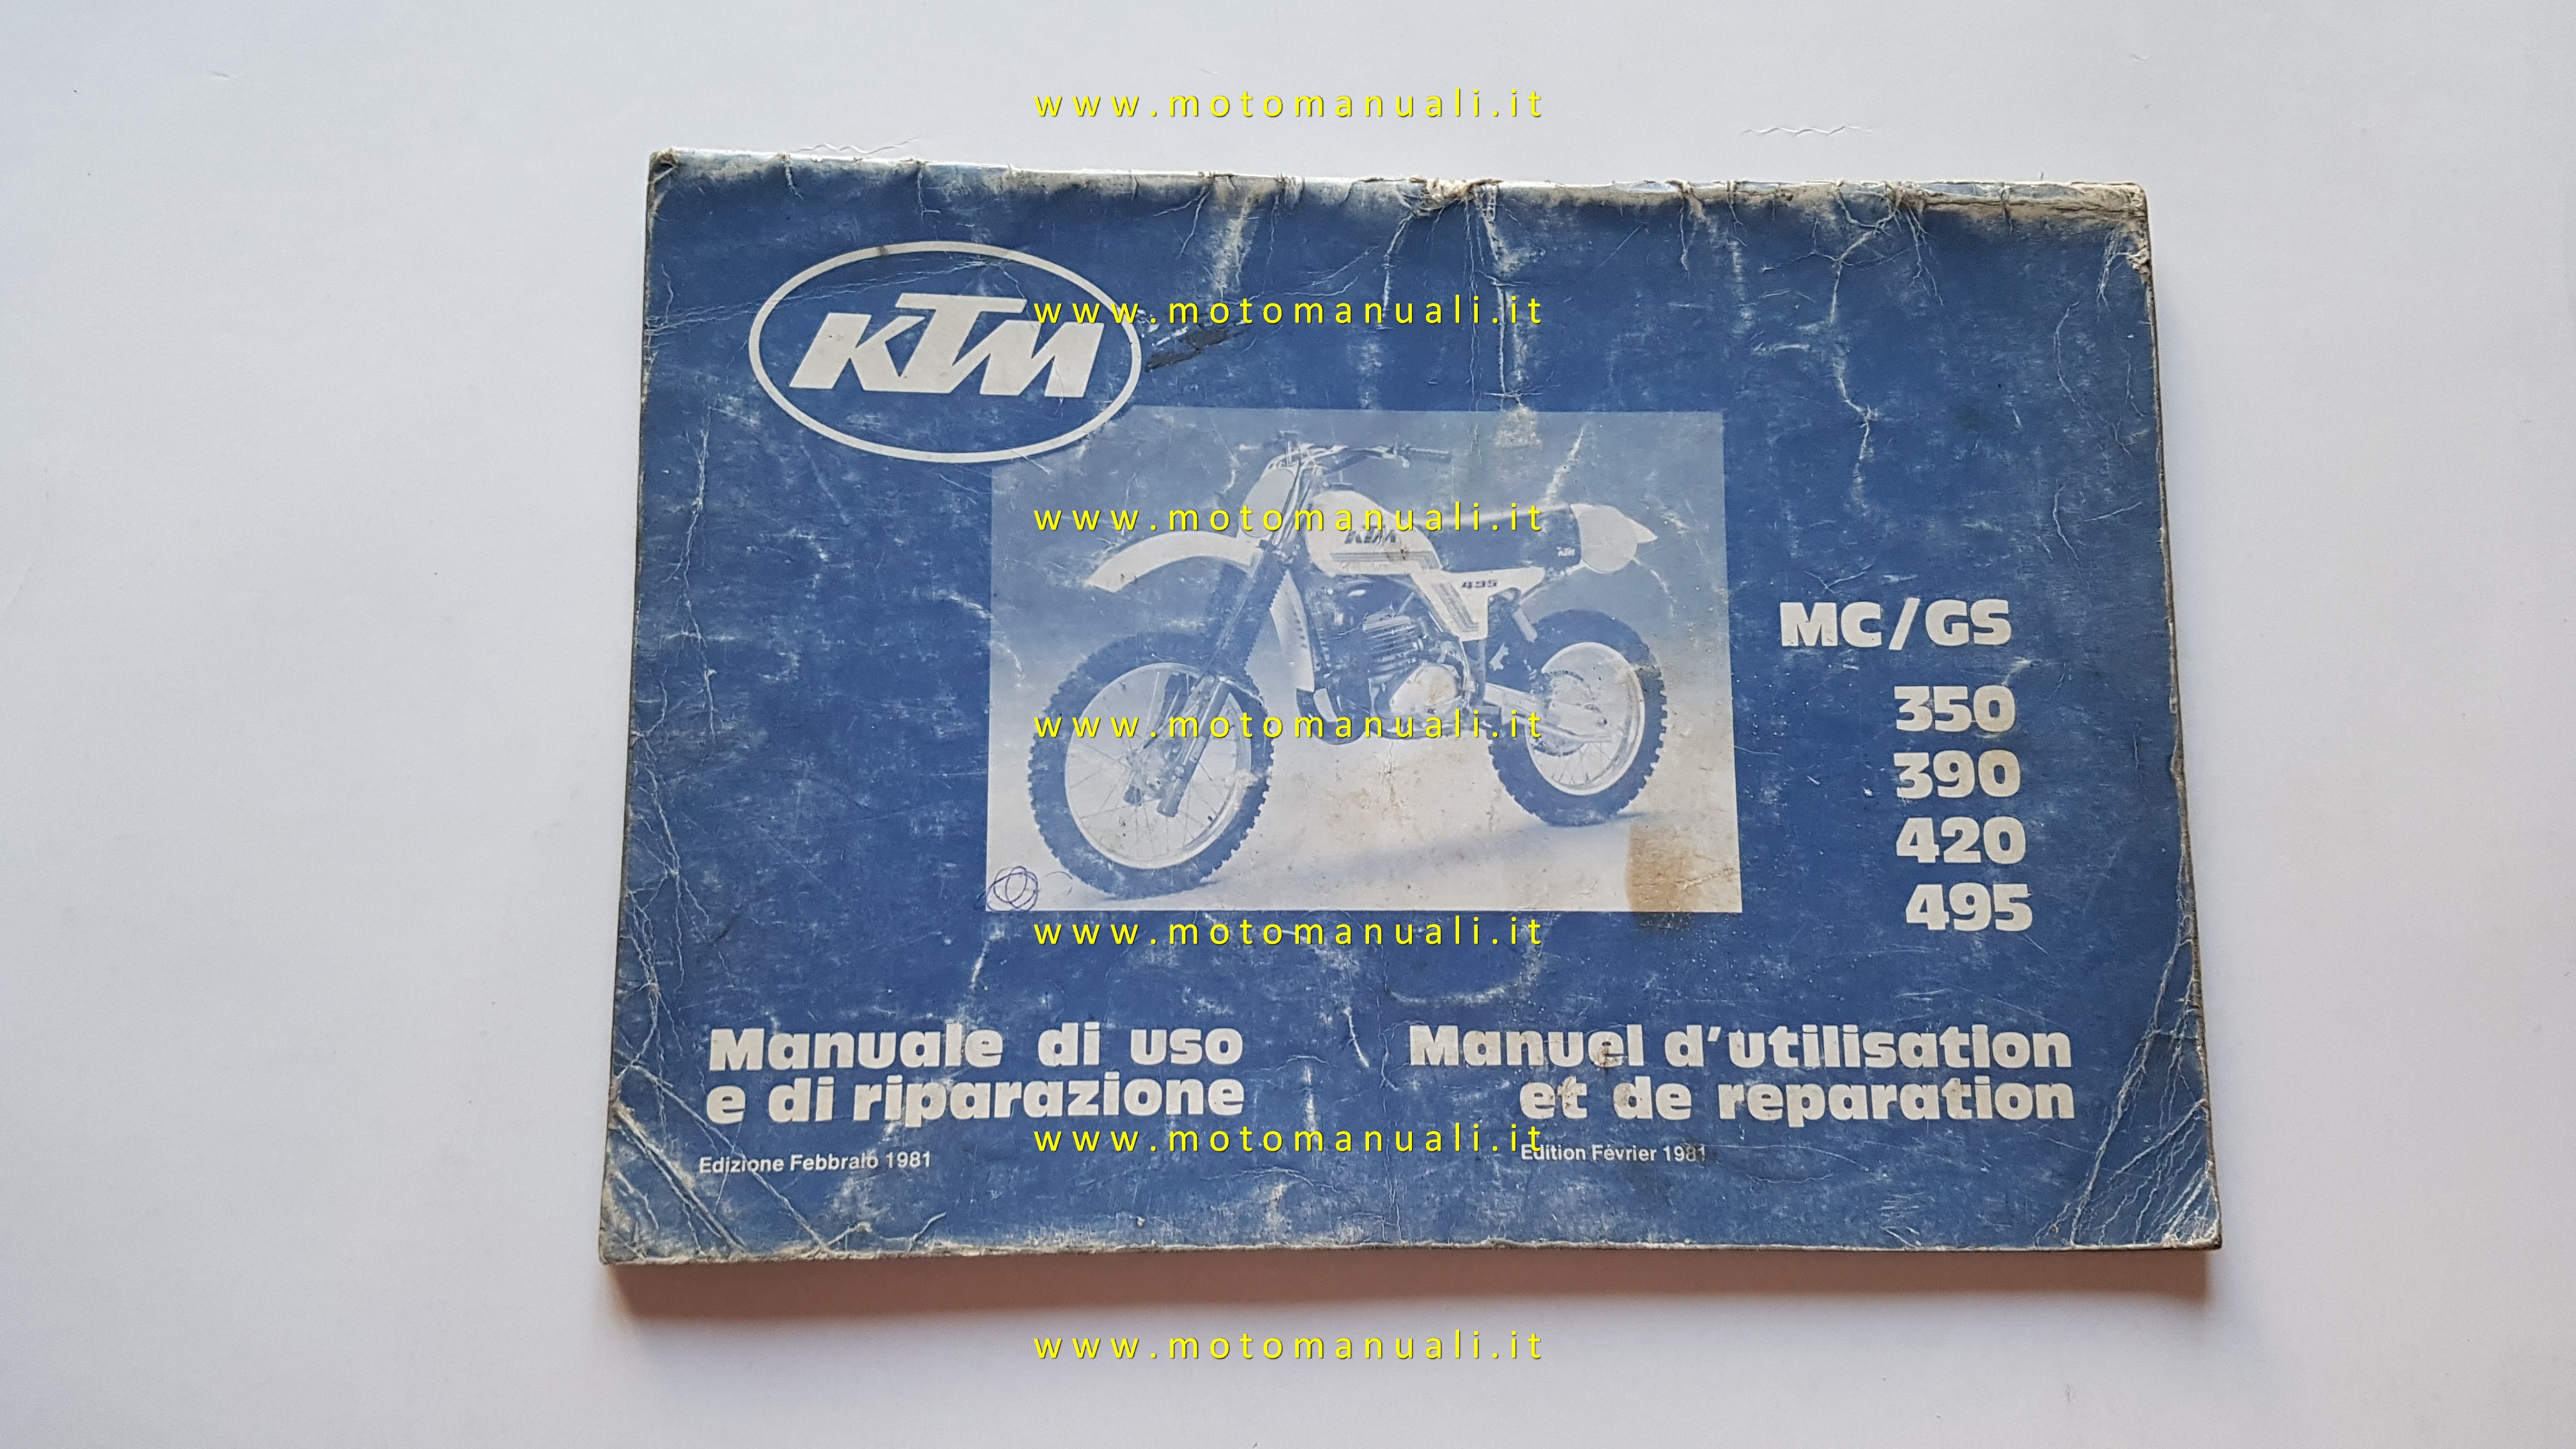 www.motomanuali.it
KTM
www.motomanuali.it
www.motomanuali.it
KTM
KTM
495
MC/GS
350
www.motomanuali.it
390
420
495
www.motomanuali.it
Manuale di uso
e di riparazione
Manuel d'utilisation
et de reparation
www.motomanuali.it
Edizione Febbraio 1981
Edition Février 1981
www.motomanuali.it